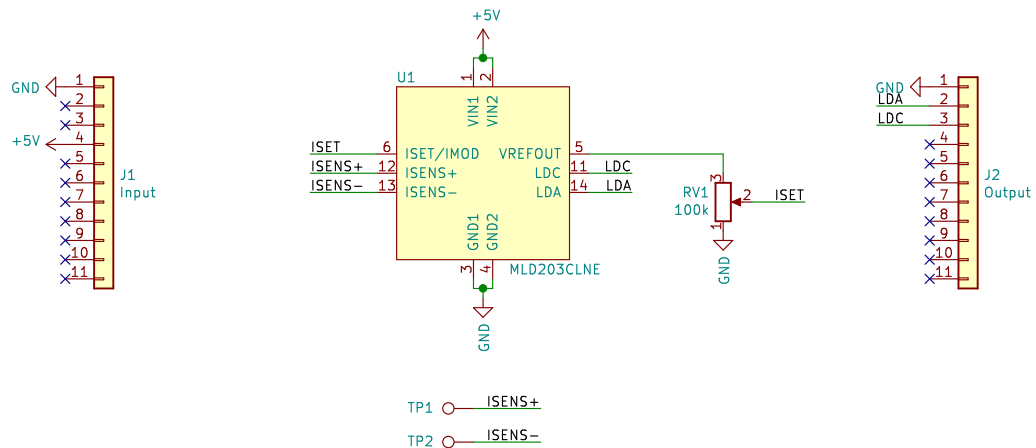 +5V
U1
1
2
VIN1
VIN2
ISET
6
ISET/IMOD
VREFOUT
5
ISENS+
12
ISENS+
LDC
11
LDC
ISENS-
13
ISENS-
LDA
14
LDA
GND1
GND2
3
4
MLD203CLNE
GND
GND
1
2
3
+5V
4
5
6
7
8
9
10
11
J1
Input
RV1
100k
3
2
ISET
1
GND
GND
1
LDA
2
LDC
3
4
5
6
7
8
9
10
11
J2
Output
TP1
ISENS+
TP2
ISENS-